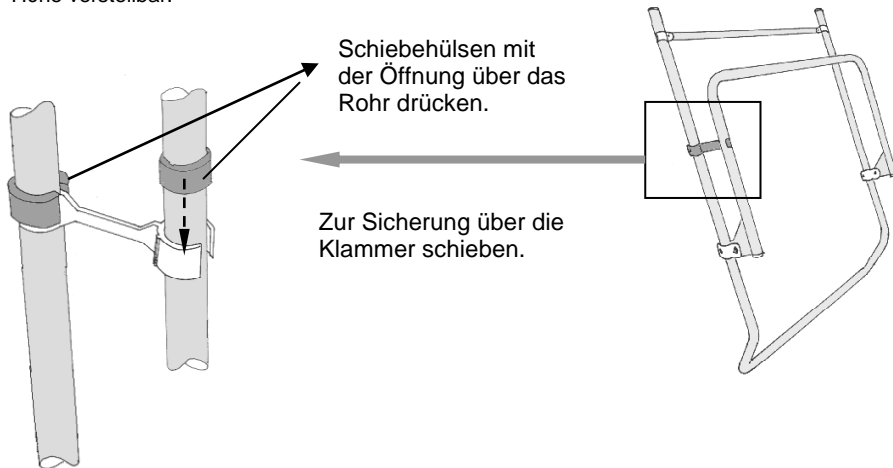 Höhe verstellbar.
Schiebehülsen mit
der Öffnung über das
Rohr drücken.
Zur Sicherung über die
Klammer schieben.